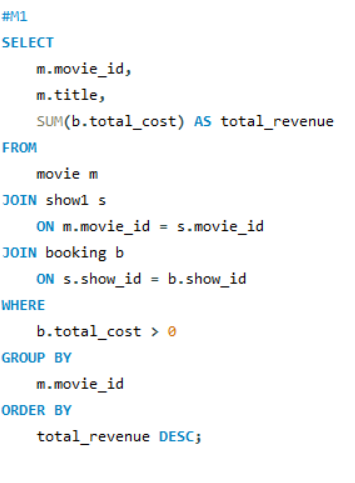 #M1
SELECT
m.movie_id,
m.title,
SUM(b.total_cost) AS total_revenue
FROM
movie m
JOIN show1 s
ON m.movie_id = s.movie_id
JOIN booking b
ON s.show_id = b.show_id
WHERE
b.total_cost > 0
GROUP BY
m.movie_id
ORDER BY
total_revenue DESC;